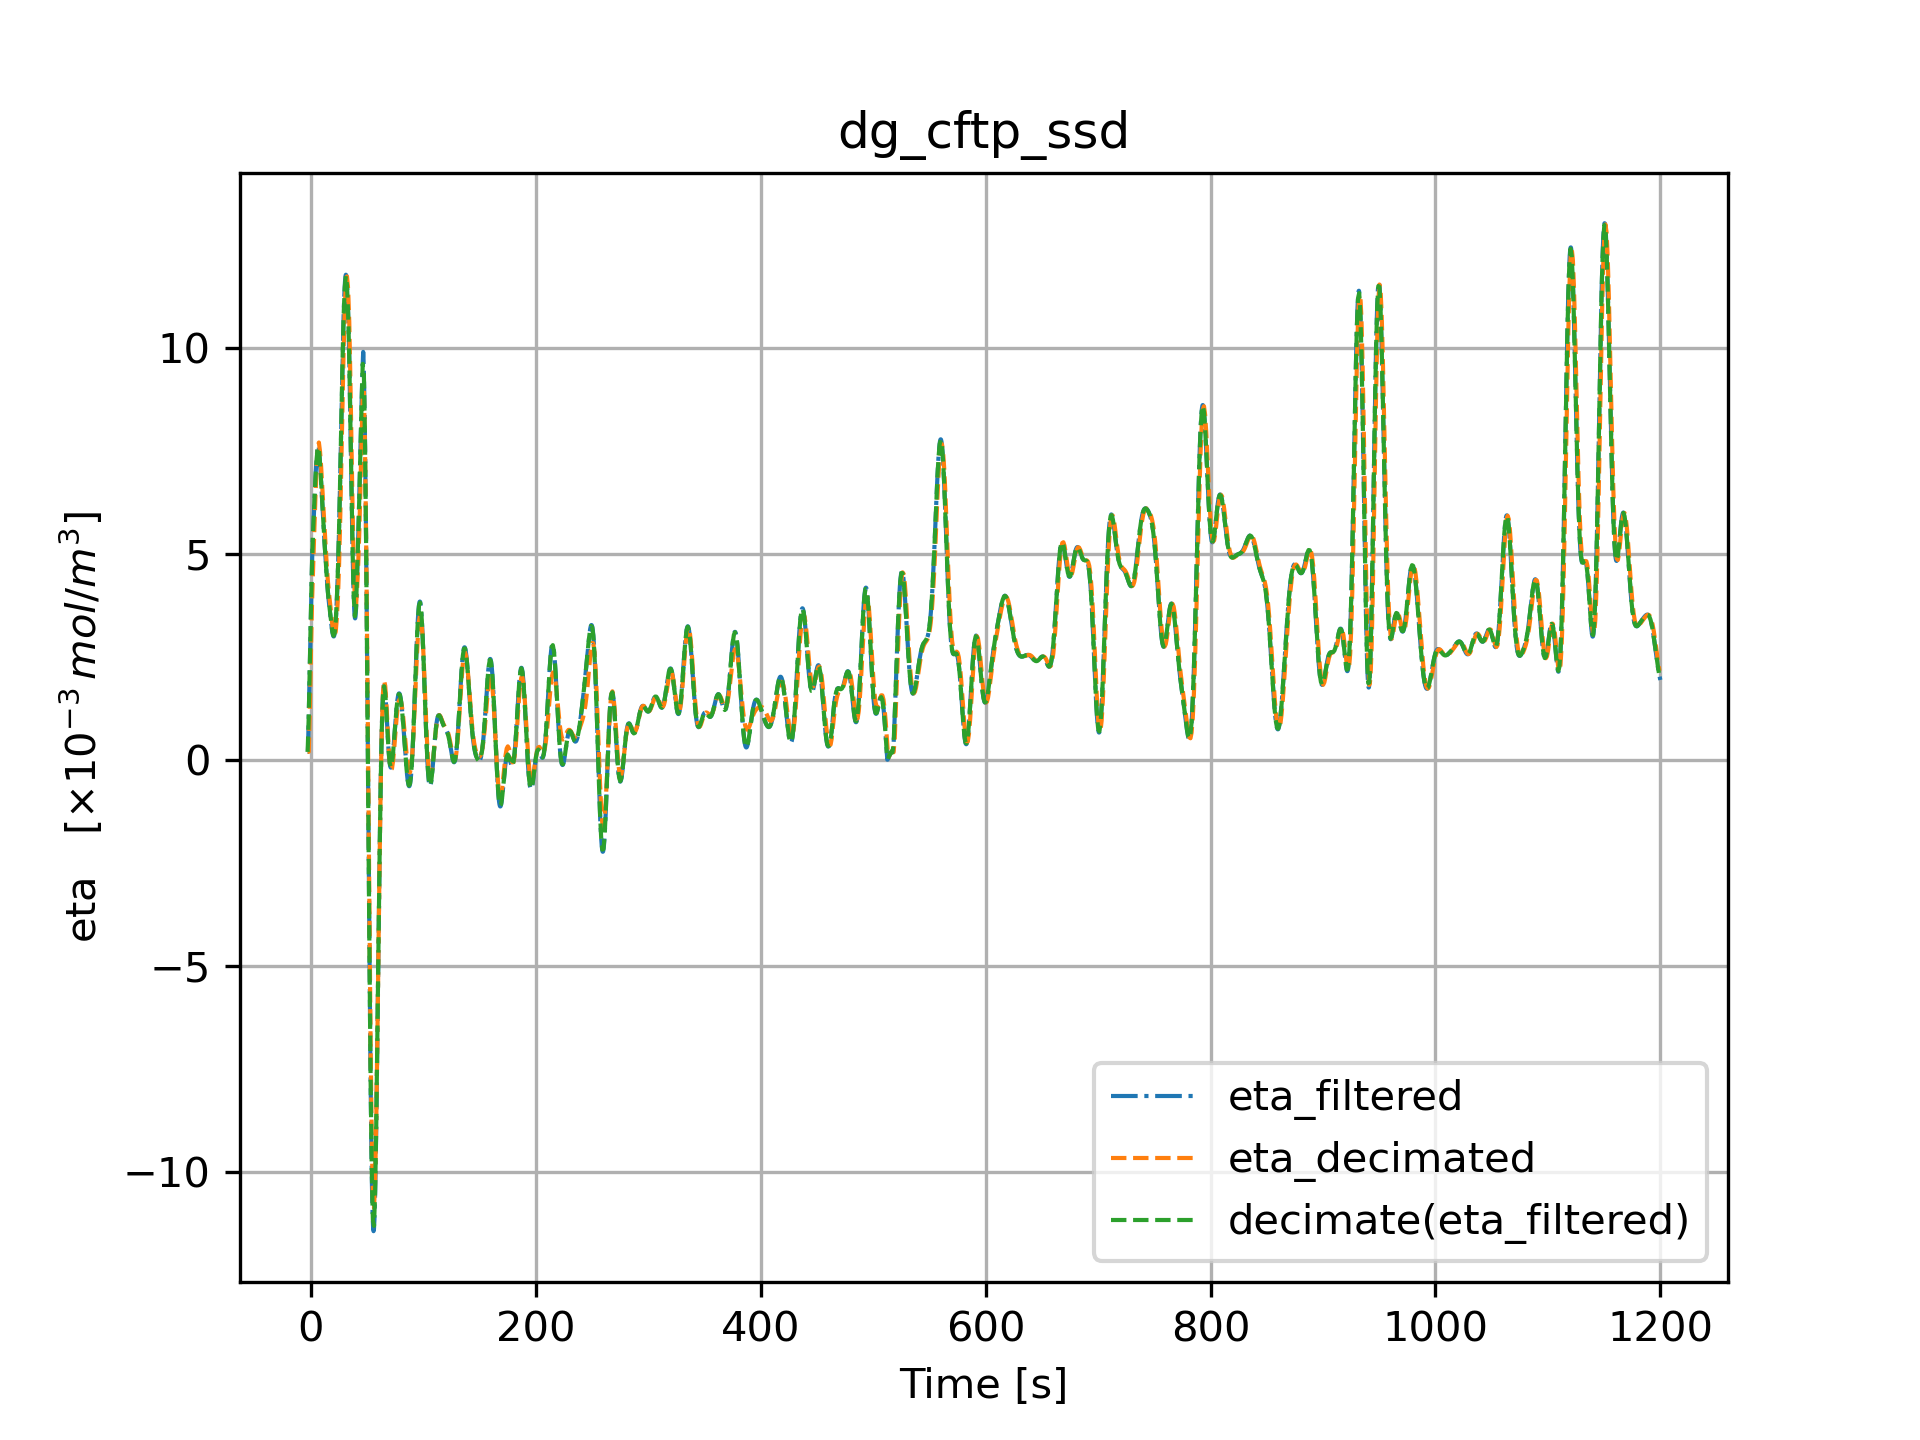 dg_cftp_ssd
eta [×10⁻³ mol/m³]
10
5
0
−5
−10
0 200 400 600 800 1000 1200
Time [s]
eta_filtered
eta_decimated
decimate(eta_filtered)